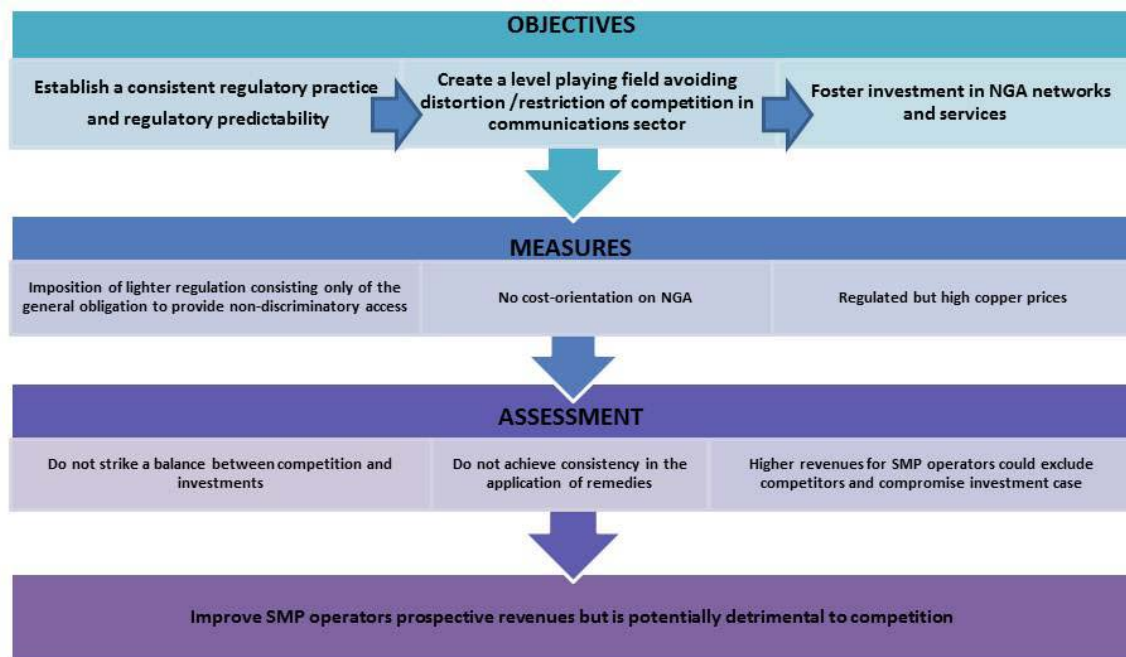 OBJECTIVES
Establish a consistent regulatory practice
and regulatory predictability
Create a level playing field avoiding
distortion /restriction of competition in
communications sector
Foster investment in NGA networks
and services
MEASURES
Imposition of lighter regulation consisting only of the
general obligation to provide non-discriminatory access
No cost-orientation on NGA
Regulated but high copper prices
ASSESSMENT
Do not strike a balance between competition and
investments
Do not achieve consistency in the
application of remedies
Higher revenues for SMP operators could exclude
competitors and compromise investment case
Improve SMP operators prospective revenues but is potentially detrimental to competition